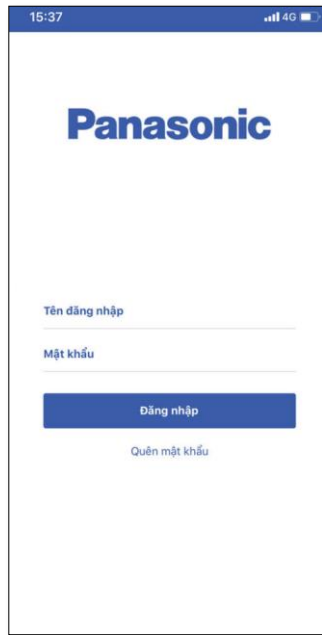 15:37
4G
Panasonic
Tên đăng nhập
Mật khẩu
Đăng nhập
Quên mật khẩu